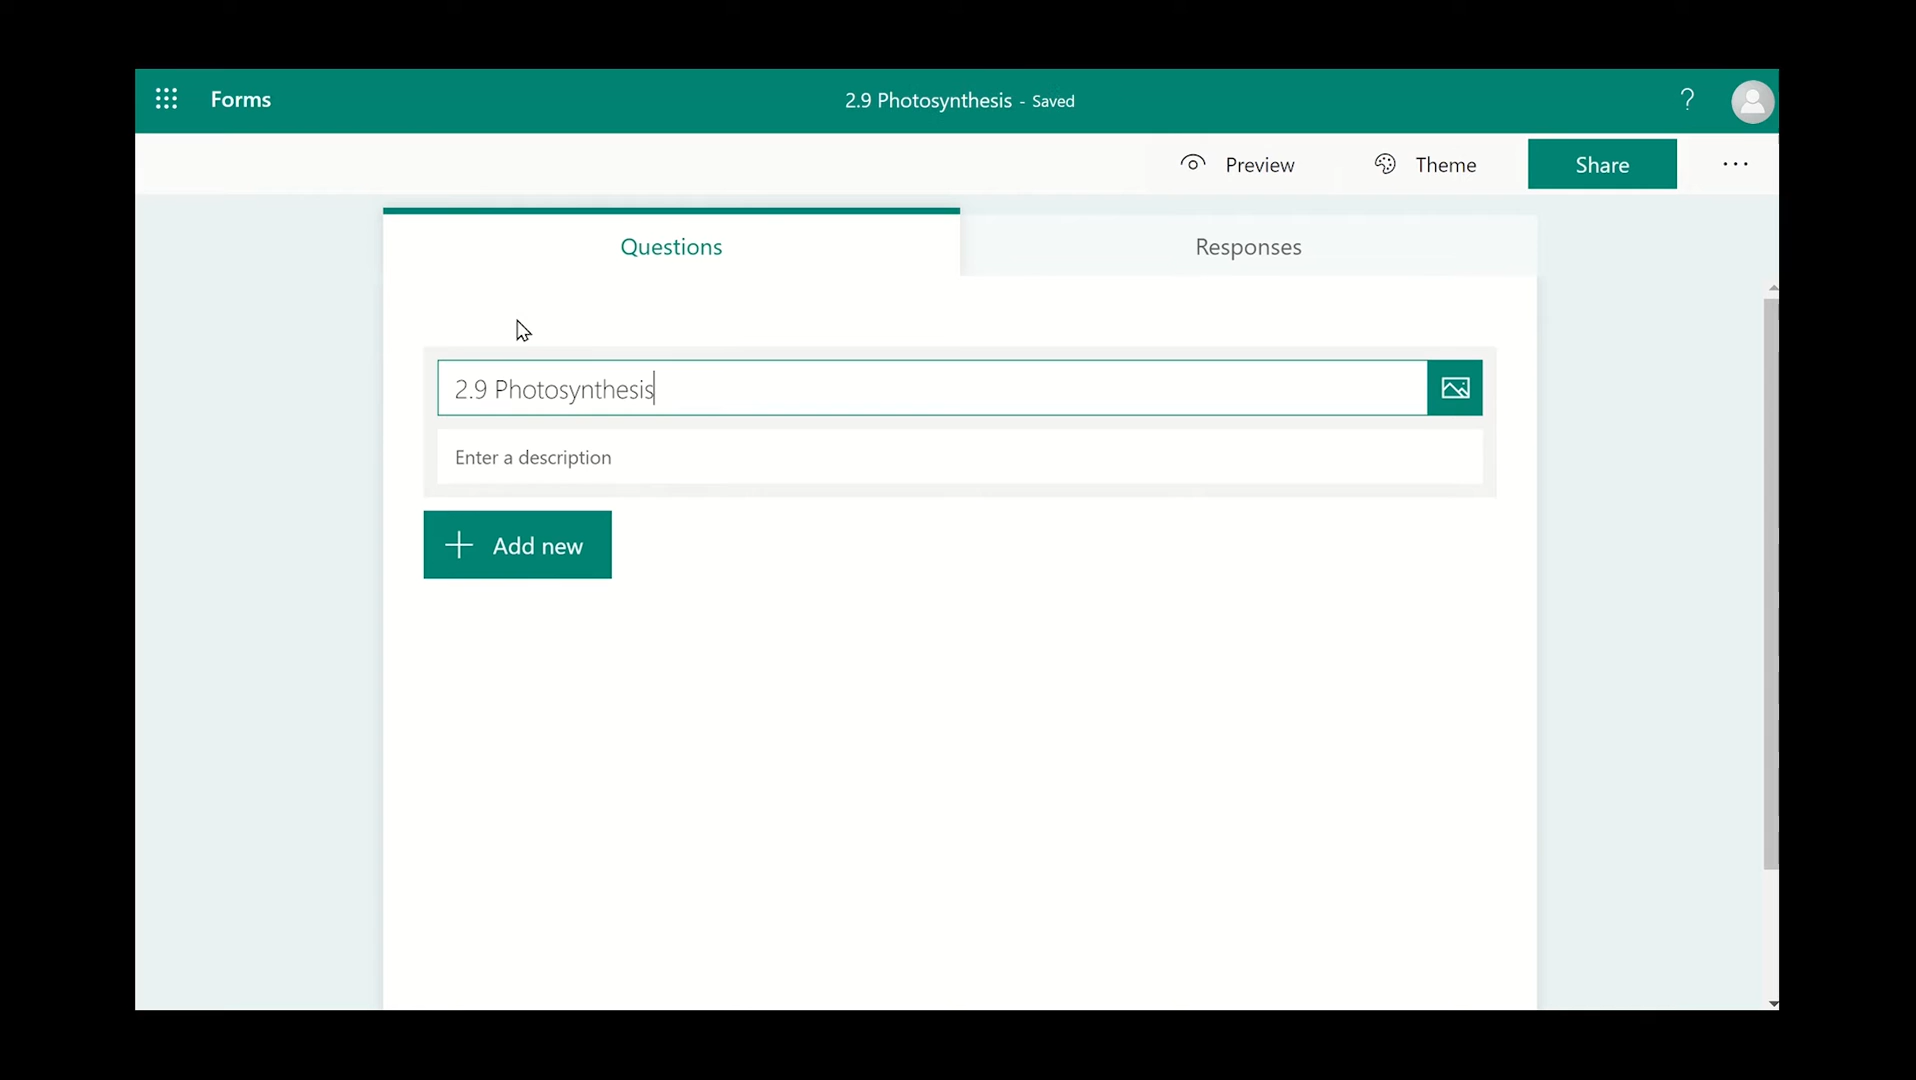 Forms
2.9 Photosynthesis - Saved
?
Preview
Theme
Share
...
Questions
Responses
2.9 Photosynthesis
Enter a description
+ Add new